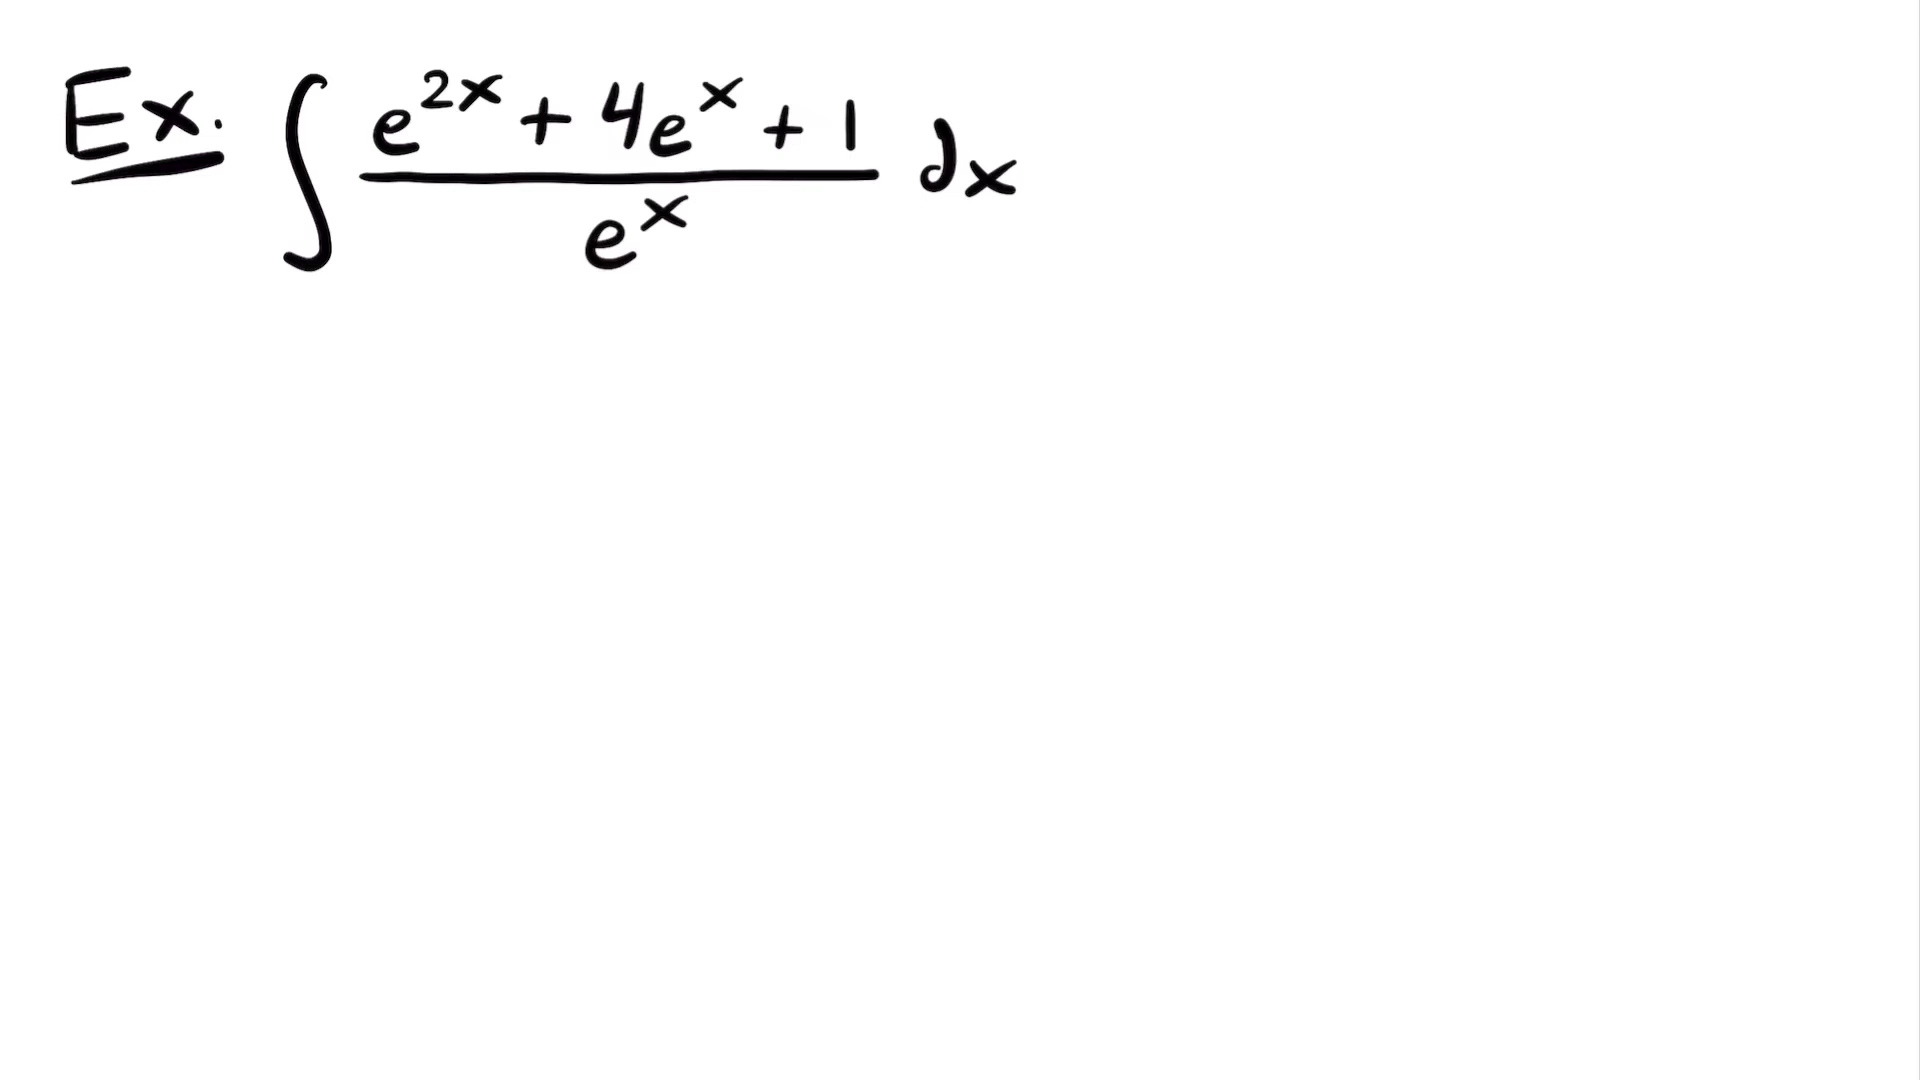 Ex. ∫ (e^{2x} + 4e^x + 1)/(e^x) dx